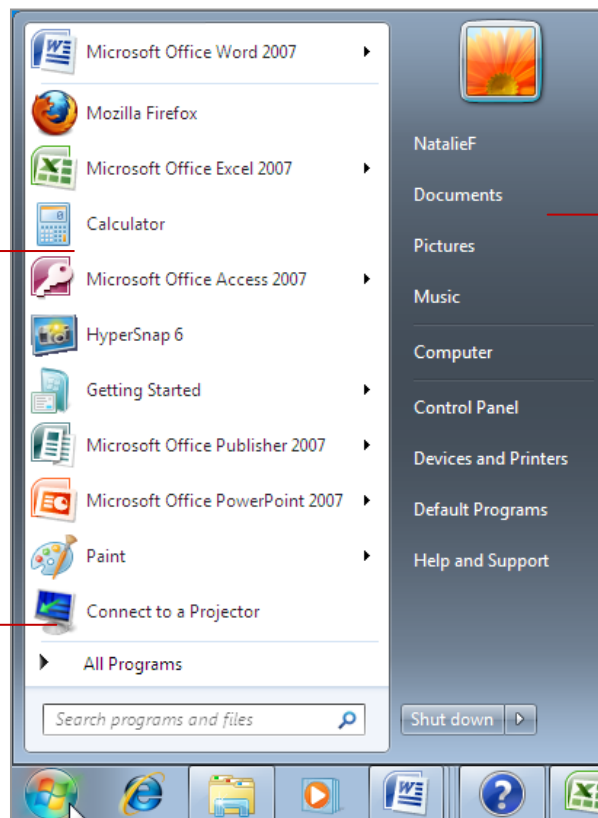 Microsoft Office Word 2007
Mozilla Firefox
Microsoft Office Excel 2007
Calculator
Microsoft Office Access 2007
HyperSnap 6
Getting Started
Microsoft Office Publisher 2007
Microsoft Office PowerPoint 2007
Paint
Connect to a Projector
All Programs
Search programs and files
NatalieF
Documents
Pictures
Music
Computer
Control Panel
Devices and Printers
Default Programs
Help and Support
Shut down